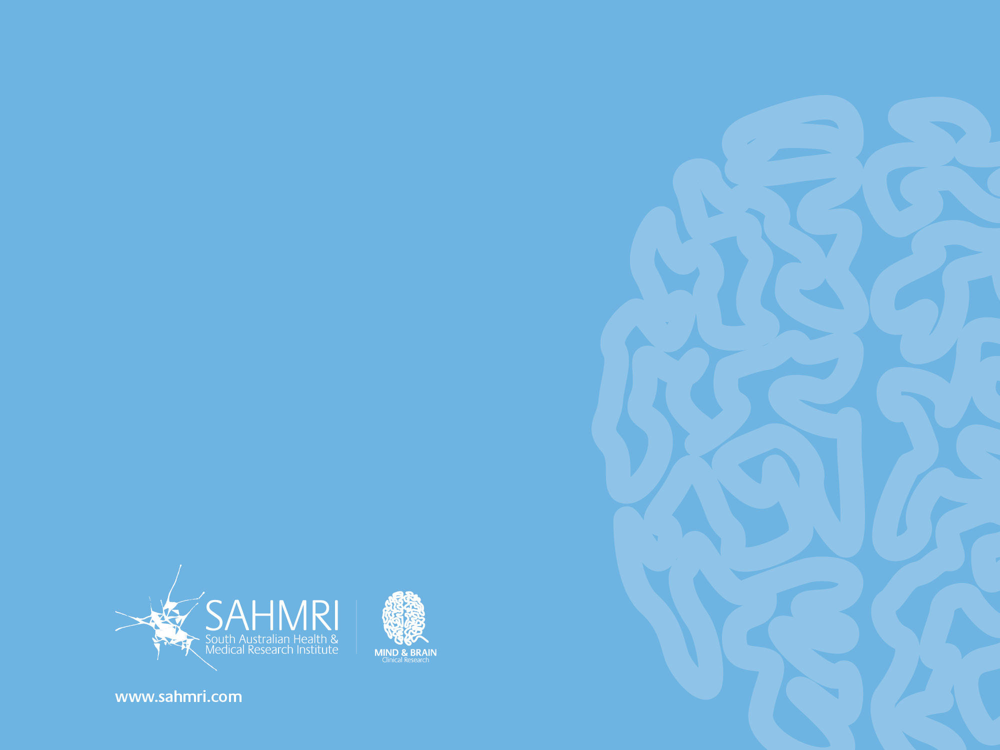 SAHMRI
South Australian Health &
Medical Research Institute
MIND & BRAIN
Clinical Research
www.sahmri.com